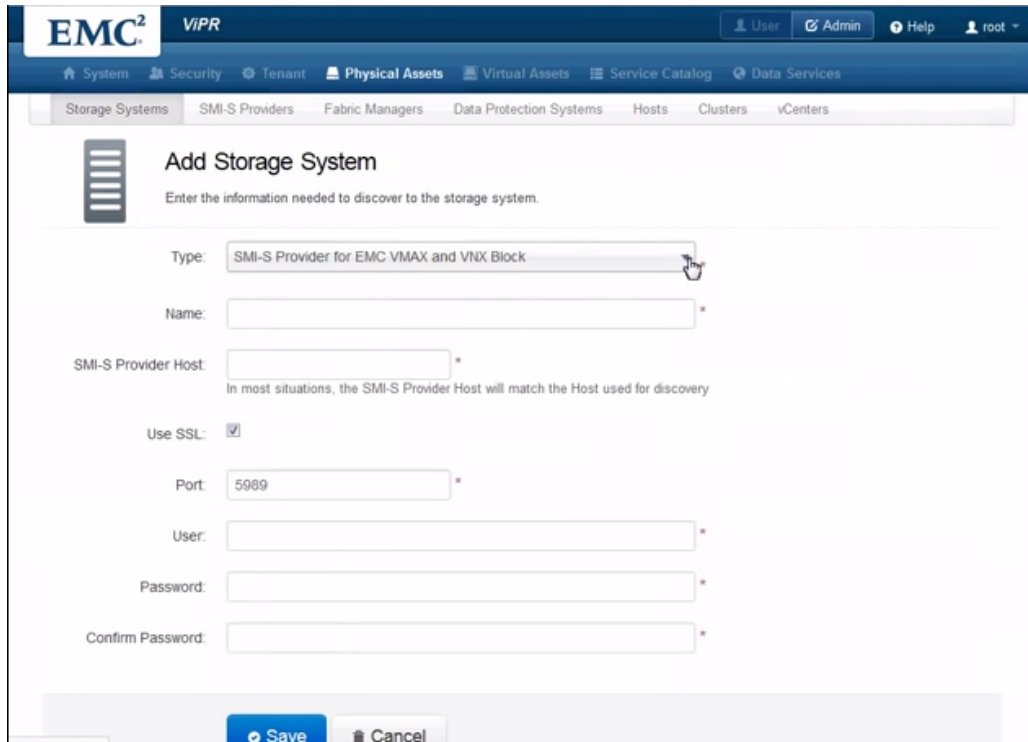 EMC²
ViPR
User
Admin
Help
root
System
Security
Tenant
Physical Assets
Virtual Assets
Service Catalog
Data Services
Storage Systems
SMI-S Providers
Fabric Managers
Data Protection Systems
Hosts
Clusters
vCenters
Add Storage System
Enter the information needed to discover to the storage system.
Type: SMI-S Provider for EMC VMAX and VNX Block *
Name: *
SMI-S Provider Host: *
In most situations, the SMI-S Provider Host will match the Host used for discovery
Use SSL:
Port: 5989 *
User: *
Password: *
Confirm Password: *
Save
Cancel